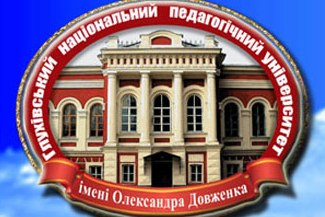 Глухівський національний педагогічний університет
імені Олександра Довженка